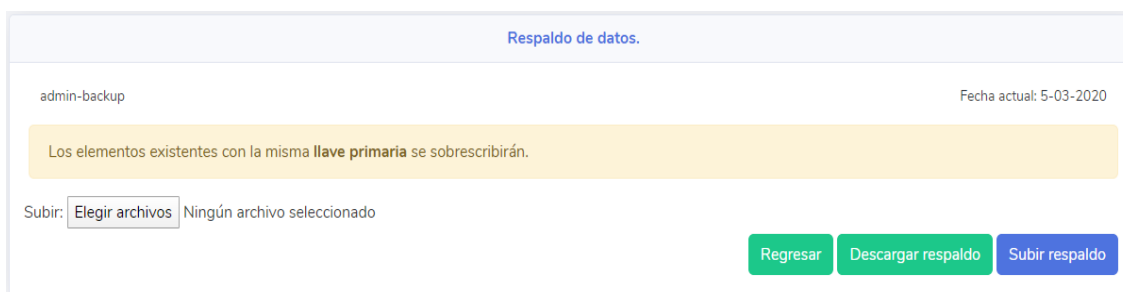 Respaldo de datos.
admin-backup Fecha actual: 5-03-2020
Los elementos existentes con la misma llave primaria se sobrescribirán.
Subir: Elegir archivos Ningún archivo seleccionado
Regresar Descargar respaldo Subir respaldo